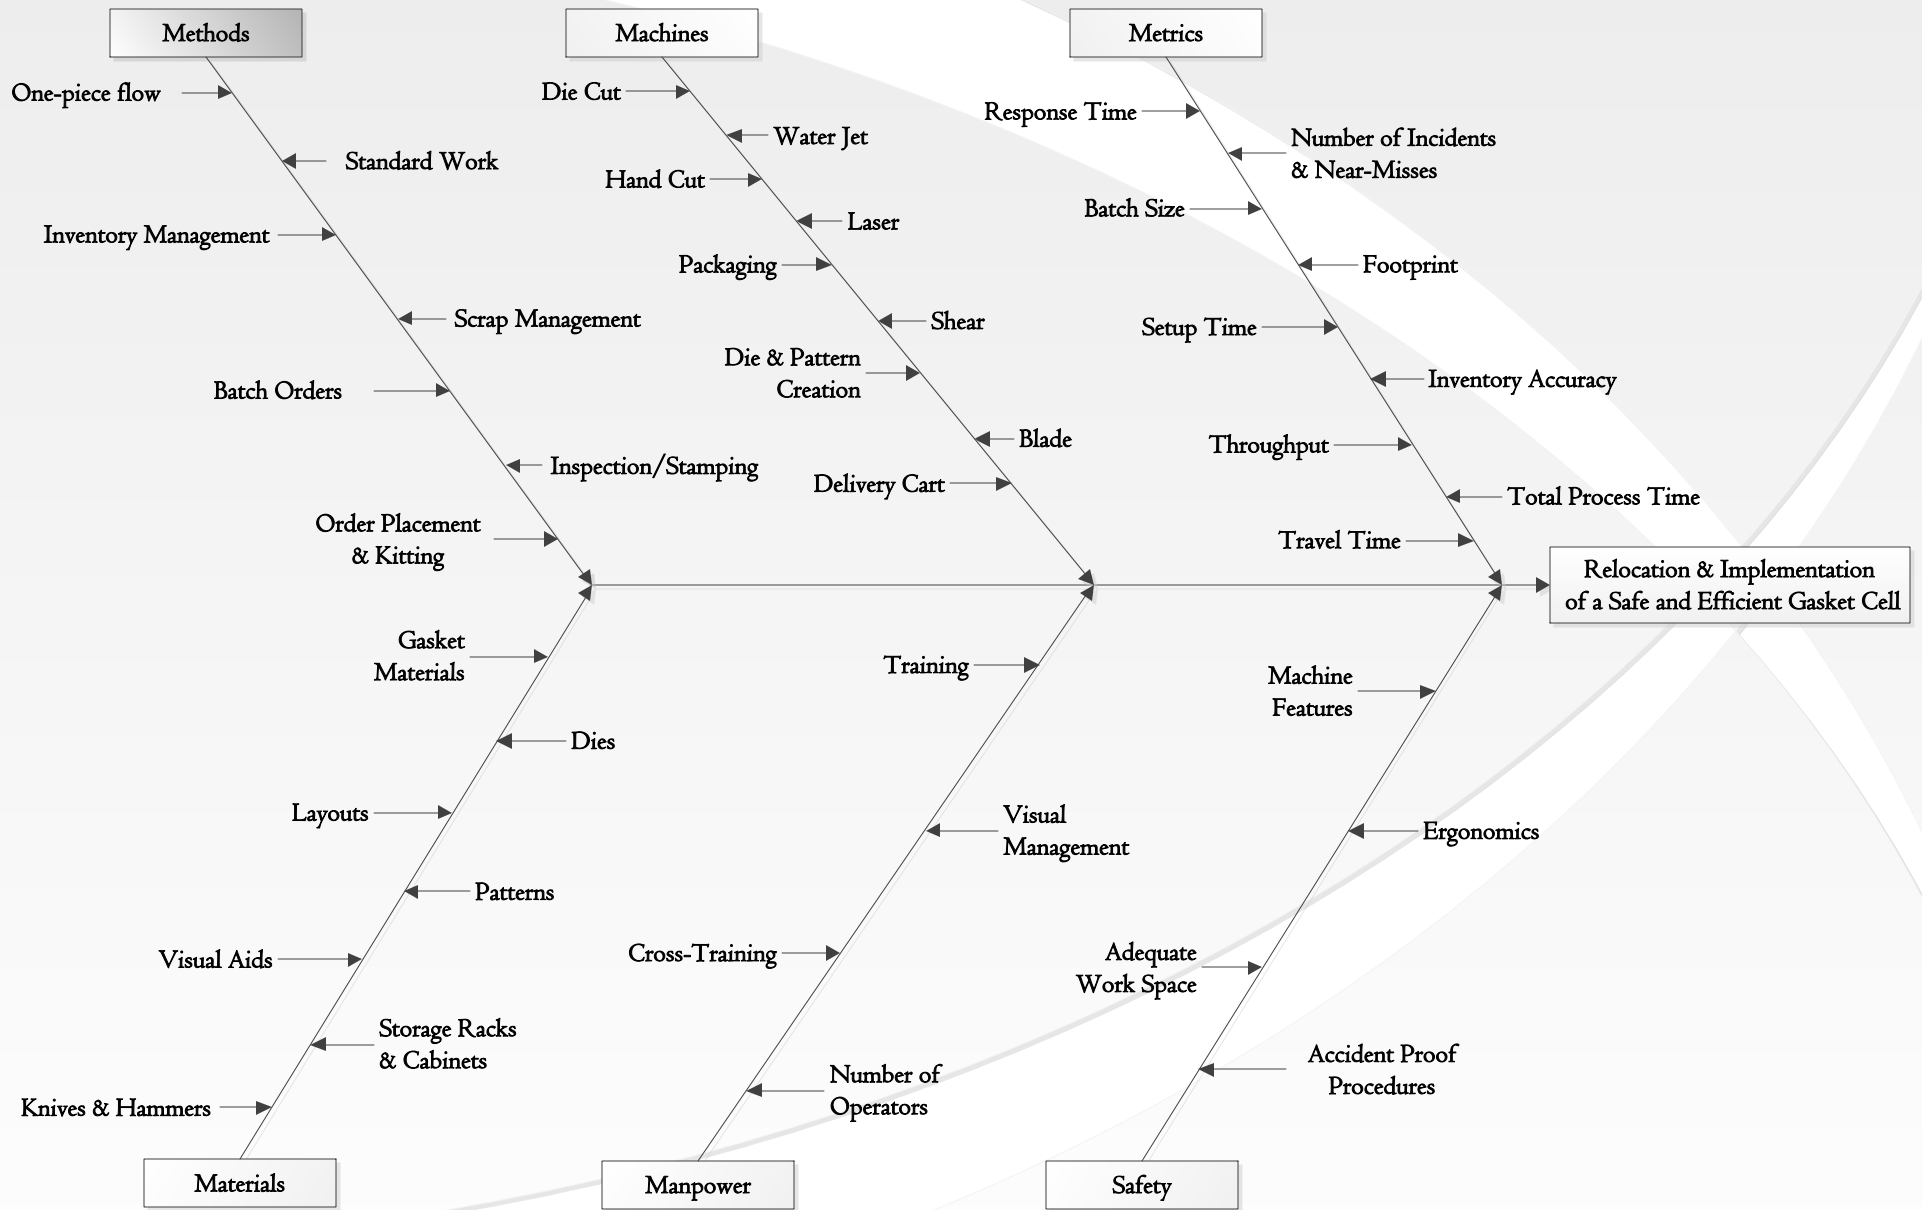 Methods
One-piece flow
Standard Work
Inventory Management
Scrap Management
Batch Orders
Inspection/Stamping
Order Placement
& Kitting
Machines
Die Cut
Water Jet
Hand Cut
Laser
Packaging
Shear
Die & Pattern
Creation
Blade
Delivery Cart
Metrics
Response Time
Number of Incidents
& Near-Misses
Batch Size
Footprint
Setup Time
Inventory Accuracy
Throughput
Total Process Time
Travel Time
Relocation & Implementation
of a Safe and Efficient Gasket Cell
Gasket
Materials
Dies
Layouts
Patterns
Visual Aids
Storage Racks
& Cabinets
Knives & Hammers
Materials
Training
Visual
Management
Cross-Training
Number of
Operators
Manpower
Machine
Features
Ergonomics
Adequate
Work Space
Accident Proof
Procedures
Safety